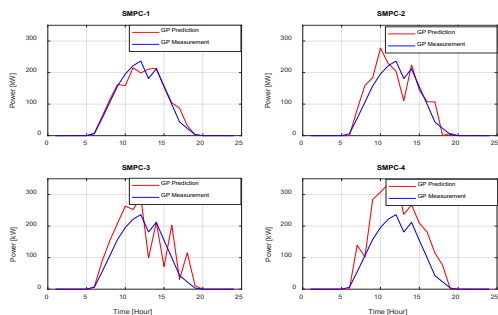 SMPC-1
SMPC-2
GP Prediction
GP Measurement
GP Prediction
GP Measurement
Power [kW]
300
200
100
0
0
5
10
15
20
25
Power [kW]
300
200
100
0
0
5
10
15
20
25
SMPC-3
SMPC-4
GP Prediction
GP Measurement
GP Prediction
GP Measurement
Power [kW]
300
200
100
0
0
5
10
15
20
25
Time [Hour]
Power [kW]
300
200
100
0
0
5
10
15
20
25
Time [Hour]